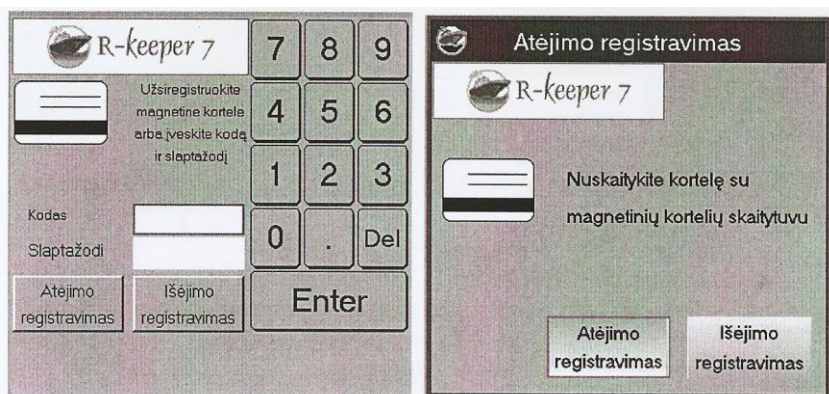 R-keeper 7
Užsiregistruokite
magnetine kortele
arba įveskite kodą
ir slaptažodį
Kodas
Slaptažodi
Atėjimo
registravimas
Išėjimo
registravimas
7 8 9
4 5 6
1 2 3
0 . Del
Enter
Atėjimo registravimas
R-keeper 7
Nuskaitykite kortelę su
magnetinių kortelių skaitytuvu
Atėjimo
registravimas
Išėjimo
registravimas